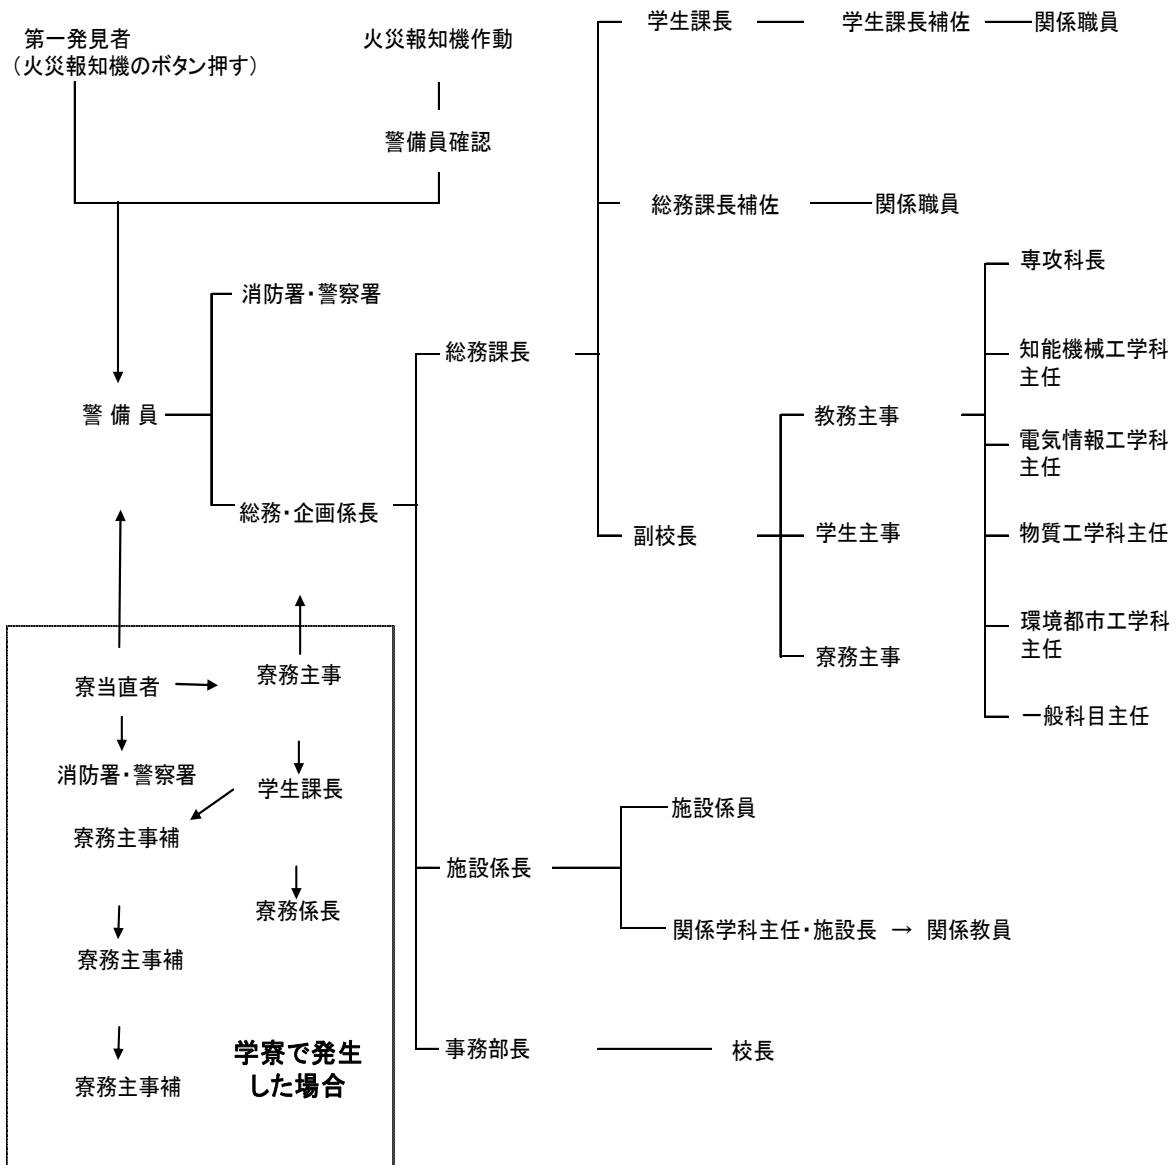 第一発見者
（火災報知機のボタン押す）
火災報知機作動
警備員確認
学生課長
学生課長補佐
関係職員
総務課長補佐
関係職員
消防署・警察署
総務課長
専攻科長
知能機械工学科
主任
警 備 員
教務主事
電気情報工学科
主任
総務・企画係長
副校長
学生主事
物質工学科主任
環境都市工学科
主任
寮務主事
一般科目主任
寮当直者
寮務主事
消防署・警察署
学生課長
寮務主事補
寮務係長
寮務主事補
寮務主事補
学寮で発生
した場合
施設係員
施設係長
関係学科主任・施設長 → 関係教員
事務部長
校長